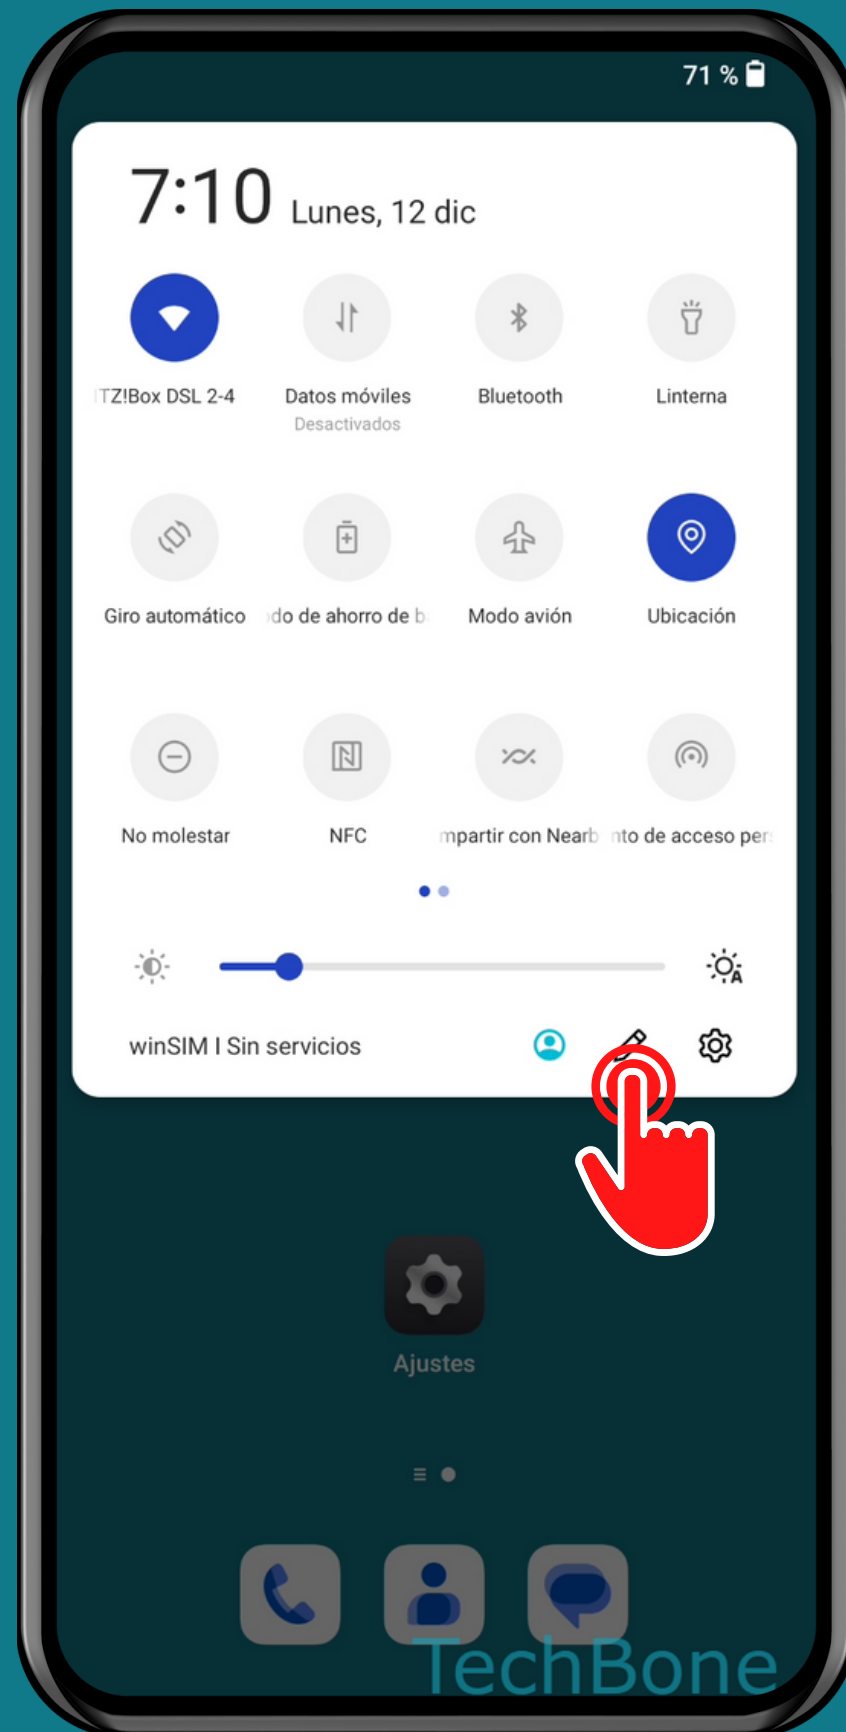 71 %
7:10 Lunes, 12 dic
TZ!Box DSL 2-4
Datos móviles
Desactivados
Bluetooth
Linterna
Giro automático
do de ahorro de b
Modo avión
Ubicación
No molestar
NFC
mpartir con Nearb
nto de acceso per
A
winSIM I Sin servicios
Ajustes
TechBone